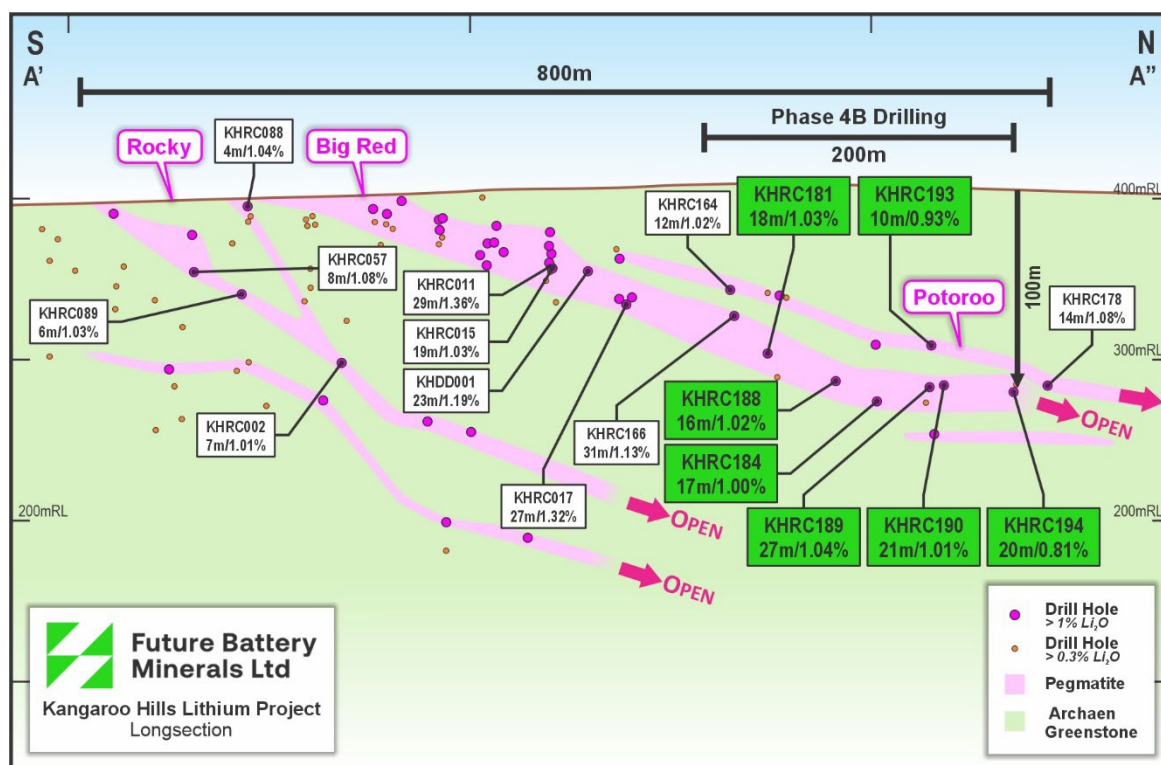 S
A’
N
A”
800m
Phase 4B Drilling
200m
Rocky
KHRC088
4m/1.04%
Big Red
KHRC181
18m/1.03%
KHRC193
10m/0.93%
400mRL
KHRC164
12m/1.02%
KHRC057
8m/1.08%
KHRC011
29m/1.36%
Potoroo
100m
KHRC178
14m/1.08%
KHRC089
6m/1.03%
KHRC015
19m/1.03%
300mRL
KHDD001
23m/1.19%
KHRC188
16m/1.02%
OPEN
OPEN
KHRC002
7m/1.01%
KHRC166
31m/1.13%
KHRC184
17m/1.00%
KHRC017
27m/1.32%
200mRL
OPEN
KHRC189
27m/1.04%
KHRC190
21m/1.01%
KHRC194
20m/0.81%
200mRL
OPEN
Future Battery
Minerals Ltd
Kangaroo Hills Lithium Project
Longsection
Drill Hole
> 1% Li₂O
Drill Hole
> 0.3% Li₂O
Pegmatite
Archaen
Greenstone